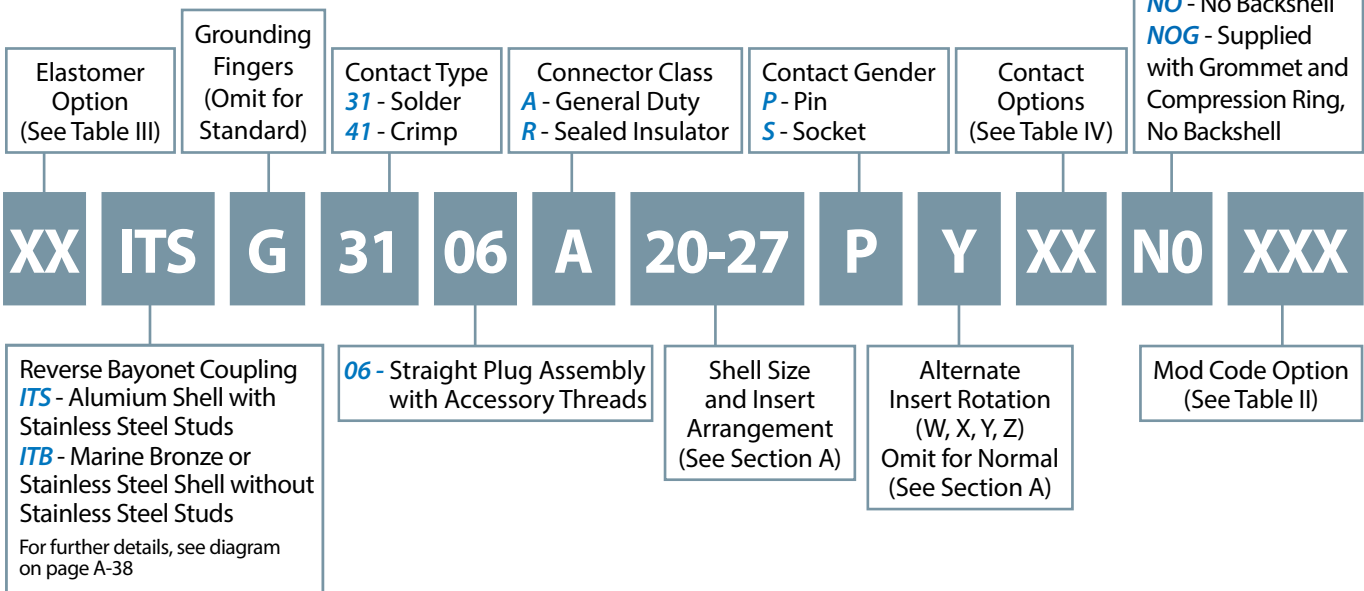 Elastomer
Option
(See Table III)
Grounding
Fingers
(Omit for
Standard)
Contact Type
31 - Solder
41 - Crimp
Connector Class
A - General Duty
R - Sealed Insulator
Contact Gender
P - Pin
S - Socket
Contact
Options
(See Table IV)
NO - No Backshell
NOG - Supplied
with Grommet and
Compression Ring,
No Backshell
XX ITS G 31 06 A 20-27 P Y XX N0 XXX
Reverse Bayonet Coupling
ITS - Alumium Shell with
Stainless Steel Studs
ITB - Marine Bronze or
Stainless Steel Shell without
Stainless Steel Studs
For further details, see diagram
on page A-38
06 - Straight Plug Assembly
with Accessory Threads
Shell Size
and Insert
Arrangement
(See Section A)
Alternate
Insert Rotation
(W, X, Y, Z)
Omit for Normal
(See Section A)
Mod Code Option
(See Table II)